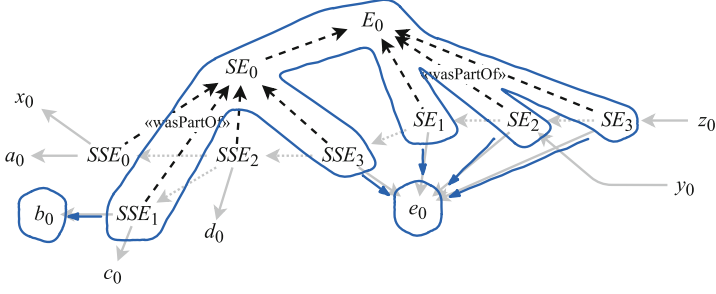 E₀
SE₀
«wasPartOf»
x₀
«wasPartOf»
SE₁
SE₂
SE₃
z₀
a₀
SSE₀
SSE₂
SSE₃
y₀
b₀
SSE₁
e₀
d₀
c₀